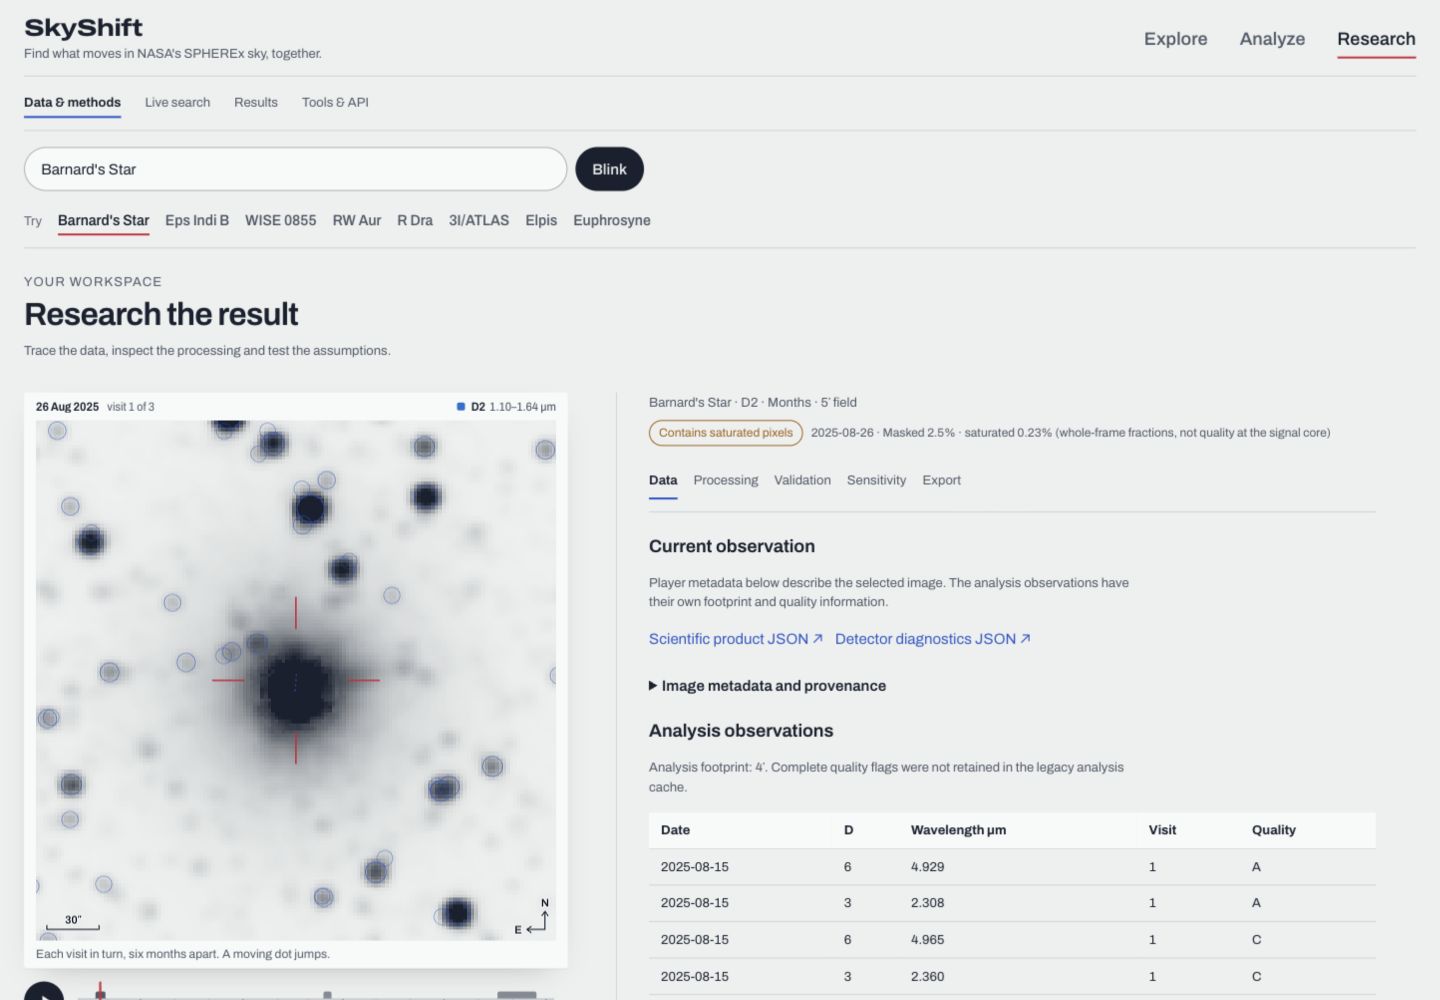 SkyShift
Find what moves in NASA's SPHEREx sky, together.
Explore Analyze Research
Data & methods Live search Results Tools & API
Barnard's Star Blink
Try Barnard's Star Eps Indi B WISE 0855 RW Aur R Dra 3I/ATLAS Elpis Euphrosyne
YOUR WORKSPACE
Research the result
Trace the data, inspect the processing and test the assumptions.
26 Aug 2025 visit 1 of 3 D2 1.10–1.64 µm
30″
N
E
Each visit in turn, six months apart. A moving dot jumps.
Barnard's Star · D2 · Months · 5′ field
Contains saturated pixels 2025-08-26 · Masked 2.5% · saturated 0.23% (whole-frame fractions, not quality at the signal core)
Data Processing Validation Sensitivity Export
Current observation
Player metadata below describe the selected image. The analysis observations have
their own footprint and quality information.
Scientific product JSON ↗ Detector diagnostics JSON ↗
▶ Image metadata and provenance
Analysis observations
Analysis footprint: 4′. Complete quality flags were not retained in the legacy analysis
cache.
Date D Wavelength µm Visit Quality
2025-08-15 6 4.929 1 A
2025-08-15 3 2.308 1 A
2025-08-15 6 4.965 1 C
2025-08-15 3 2.360 1 C